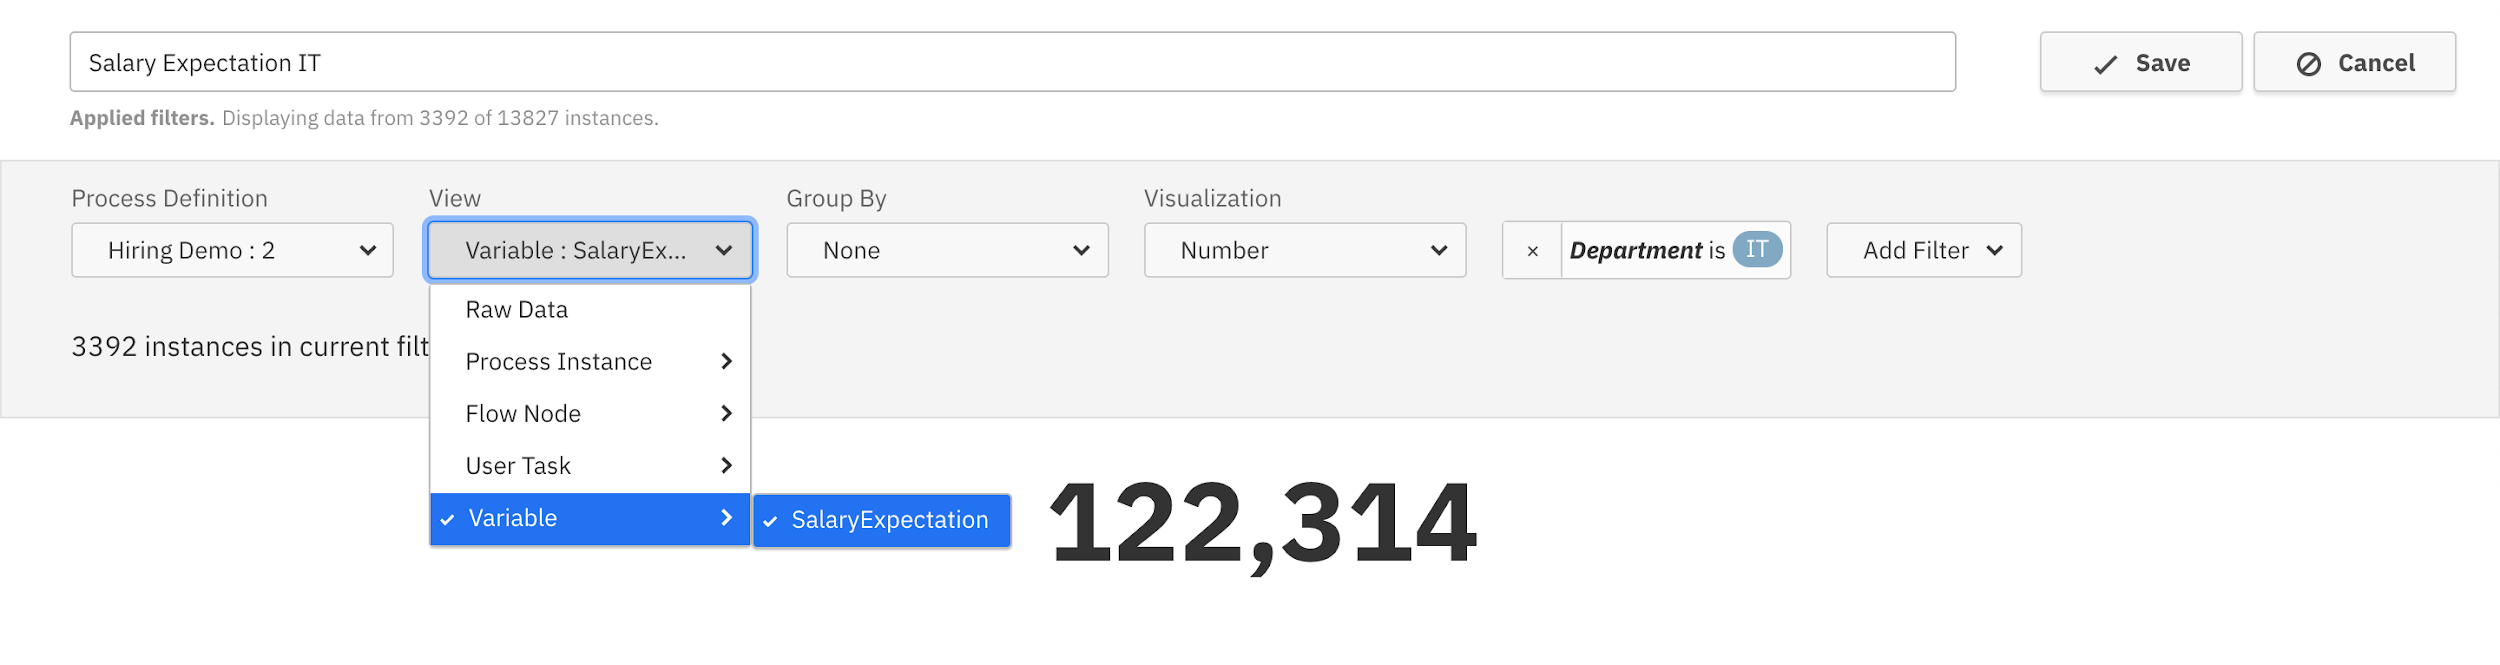 Salary Expectation IT
Save
Cancel
Applied filters. Displaying data from 3392 of 13827 instances.
Process Definition
View
Group By
Visualization
Hiring Demo : 2
Variable : SalaryEx...
None
Number
× Department is IT
Add Filter
Raw Data
3392 instances in current filt
Process Instance
Flow Node
User Task
Variable
SalaryExpectation
122,314